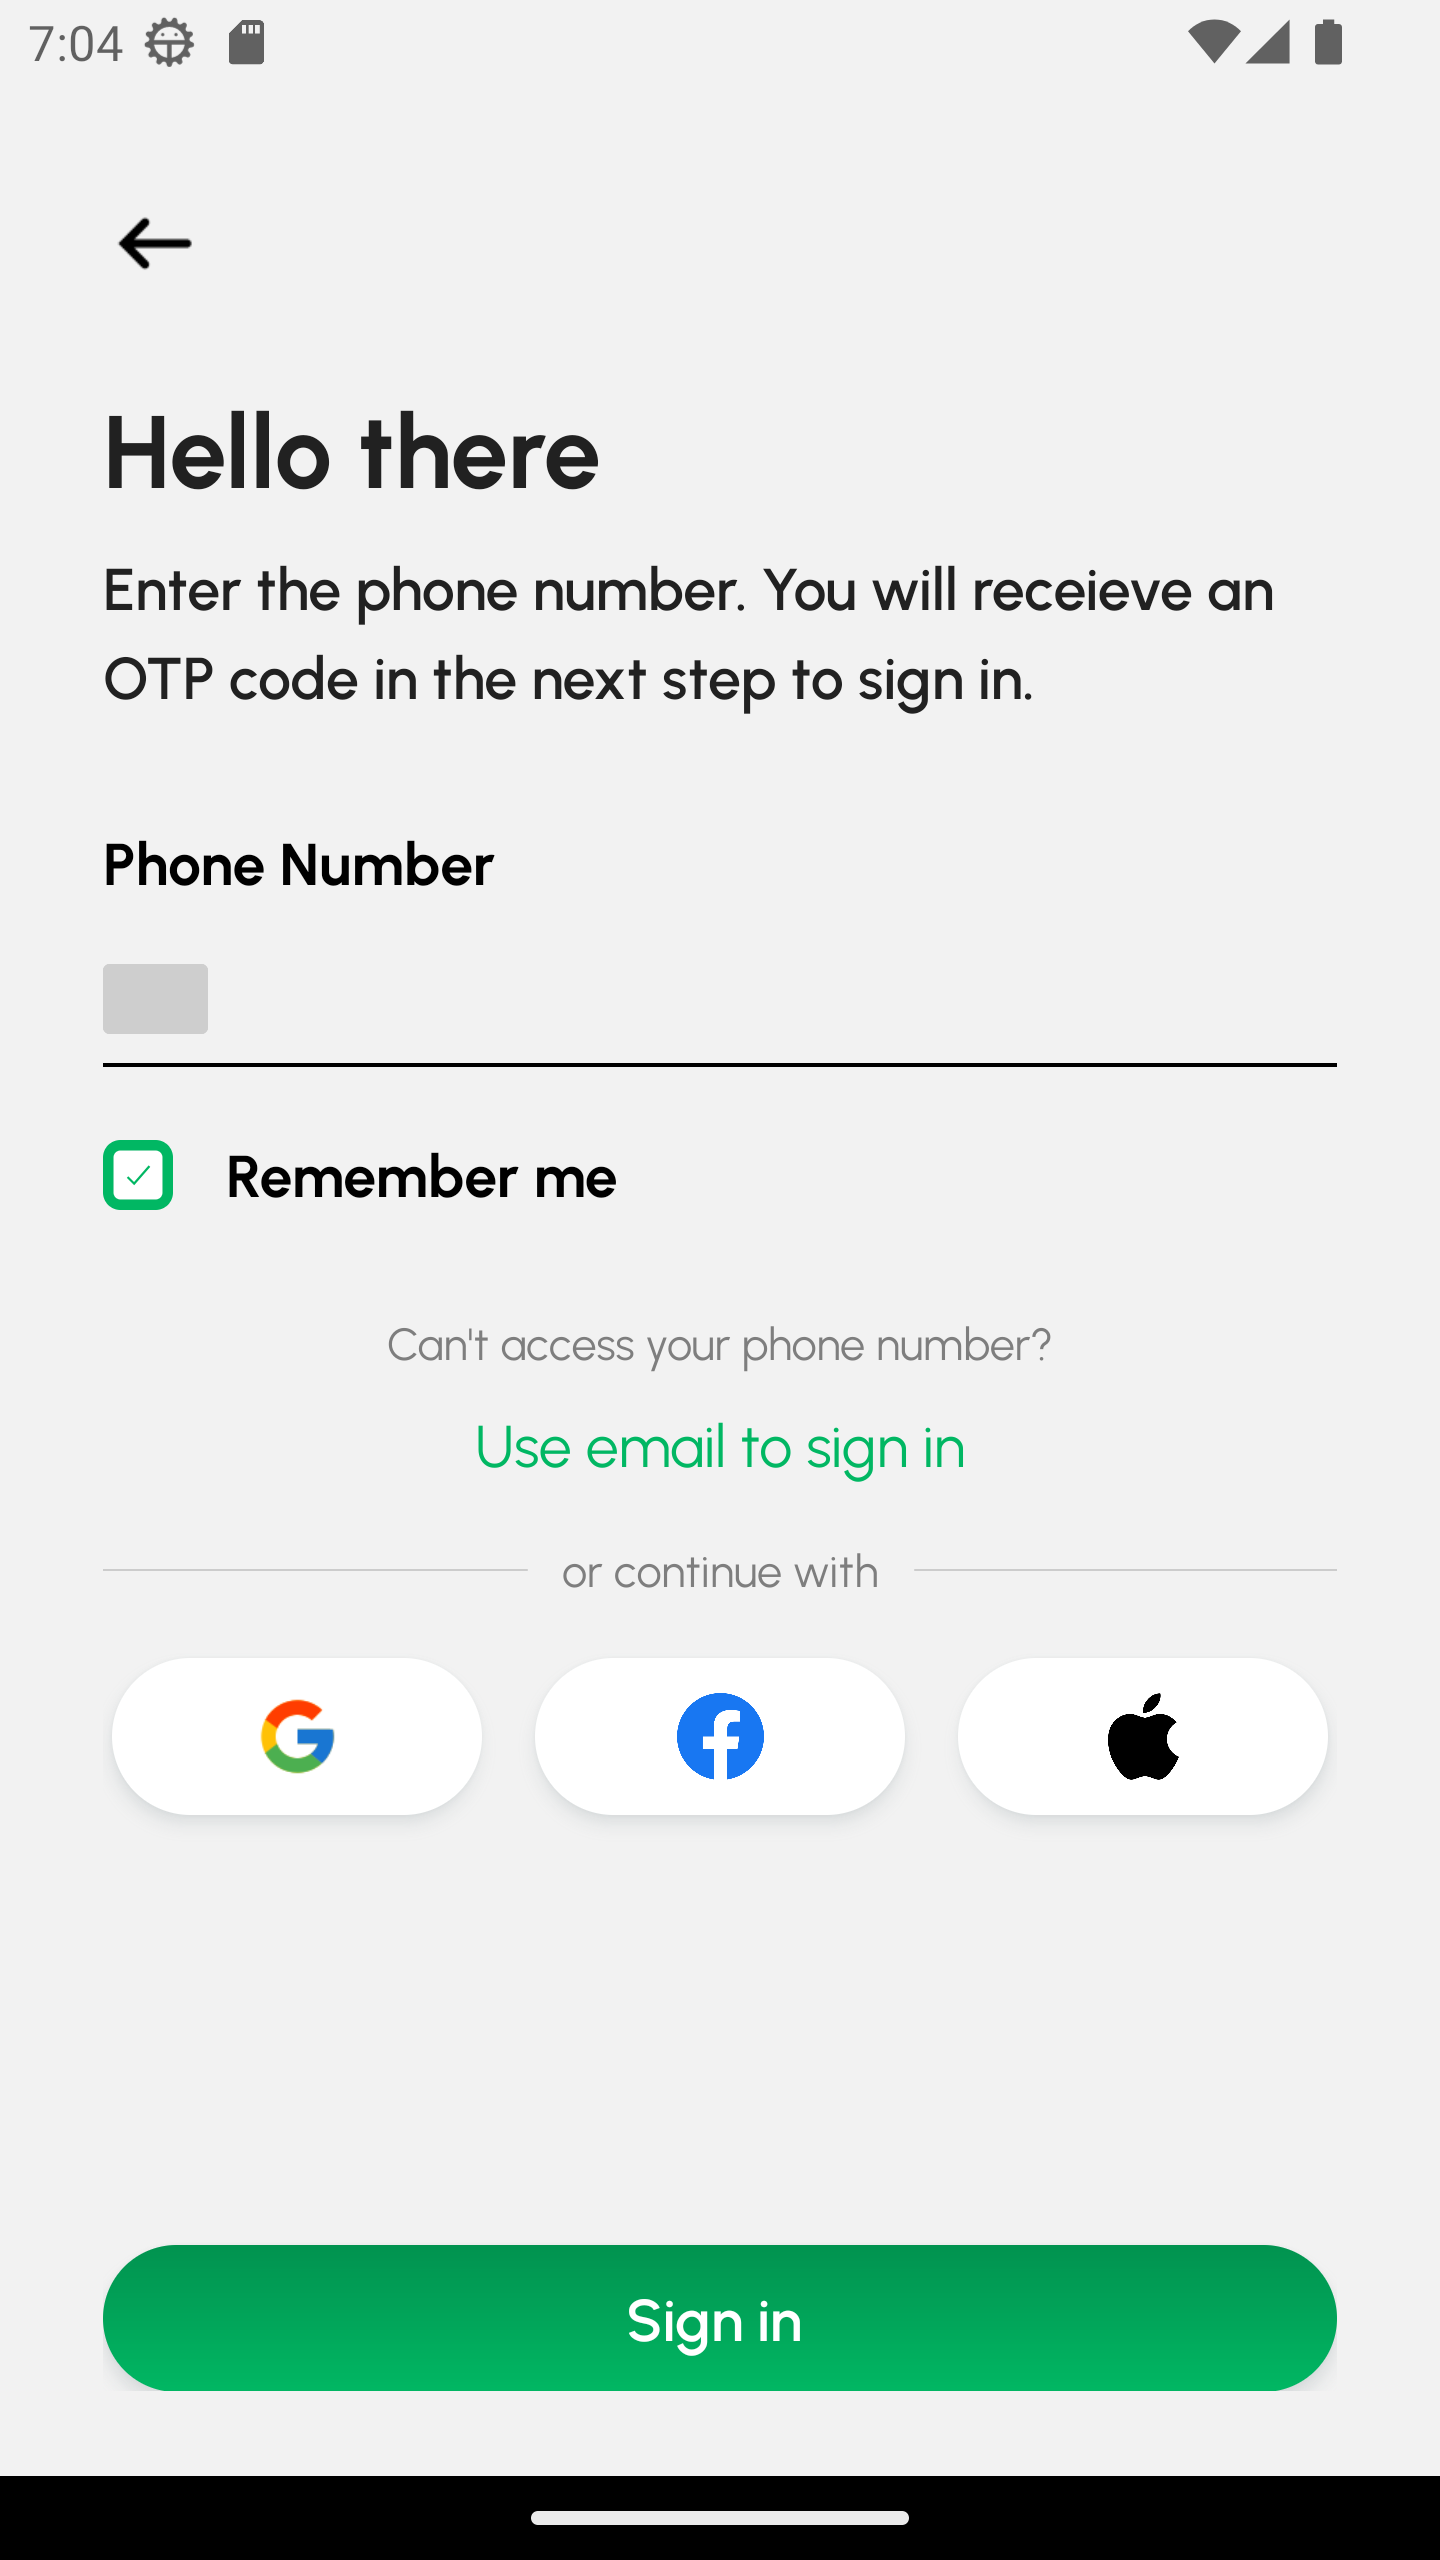 7:04
Hello there
Enter the phone number. You will receieve an
OTP code in the next step to sign in.
Phone Number
Remember me
Can't access your phone number?
Use email to sign in
or continue with
Sign in